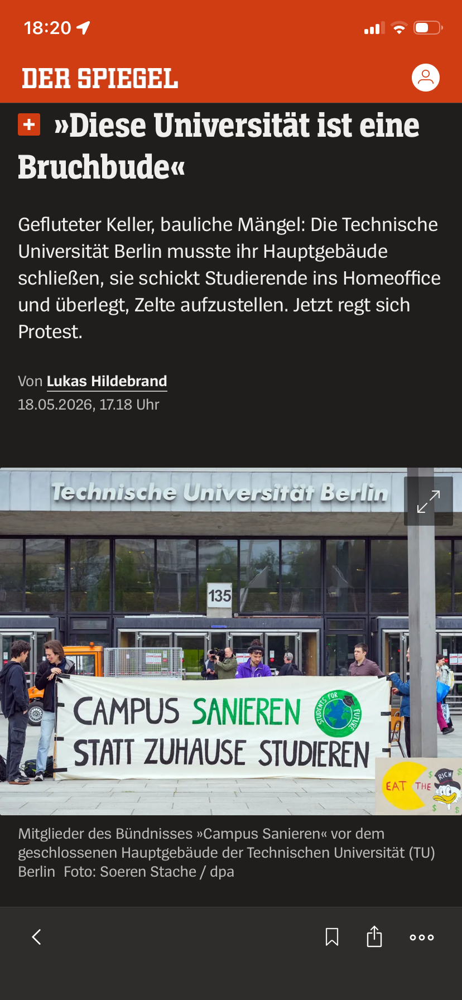 18:20
DER SPIEGEL
+ »Diese Universität ist eine
Bruchbude«
Gefluteter Keller, bauliche Mängel: Die Technische
Universität Berlin musste ihr Hauptgebäude
schließen, sie schickt Studierende ins Homeoffice
und überlegt, Zelte aufzustellen. Jetzt regt sich
Protest.
Von Lukas Hildebrand
18.05.2026, 17.18 Uhr
Technische Universität Berlin
135
CAMPUS SANIEREN
STUDENTS FOR FUTURE
STATT ZUHAUSE STUDIEREN
EAT THE RICH
$ $ $ $
Mitglieder des Bündnisses »Campus Sanieren« vor dem
geschlossenen Hauptgebäude der Technischen Universität (TU)
Berlin Foto: Soeren Stache / dpa